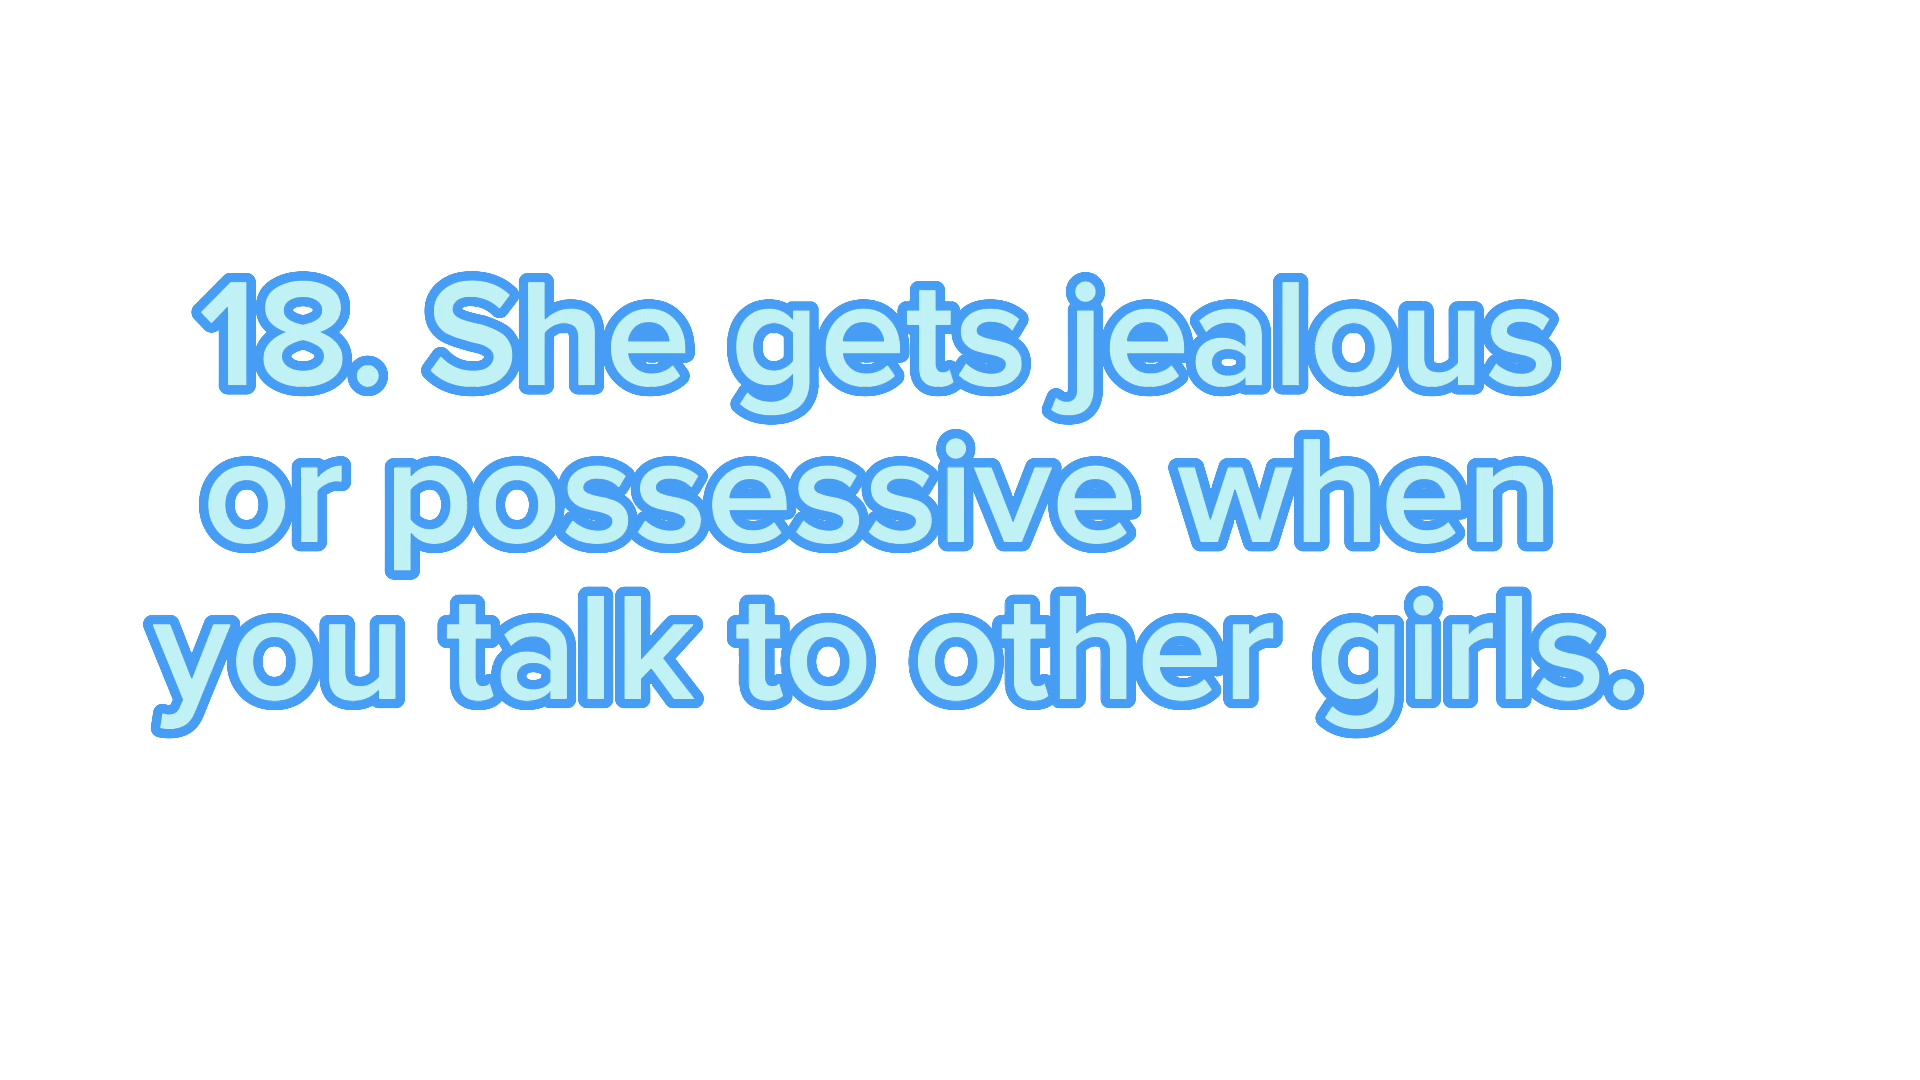 18. She gets jealous
or possessive when
you talk to other girls.